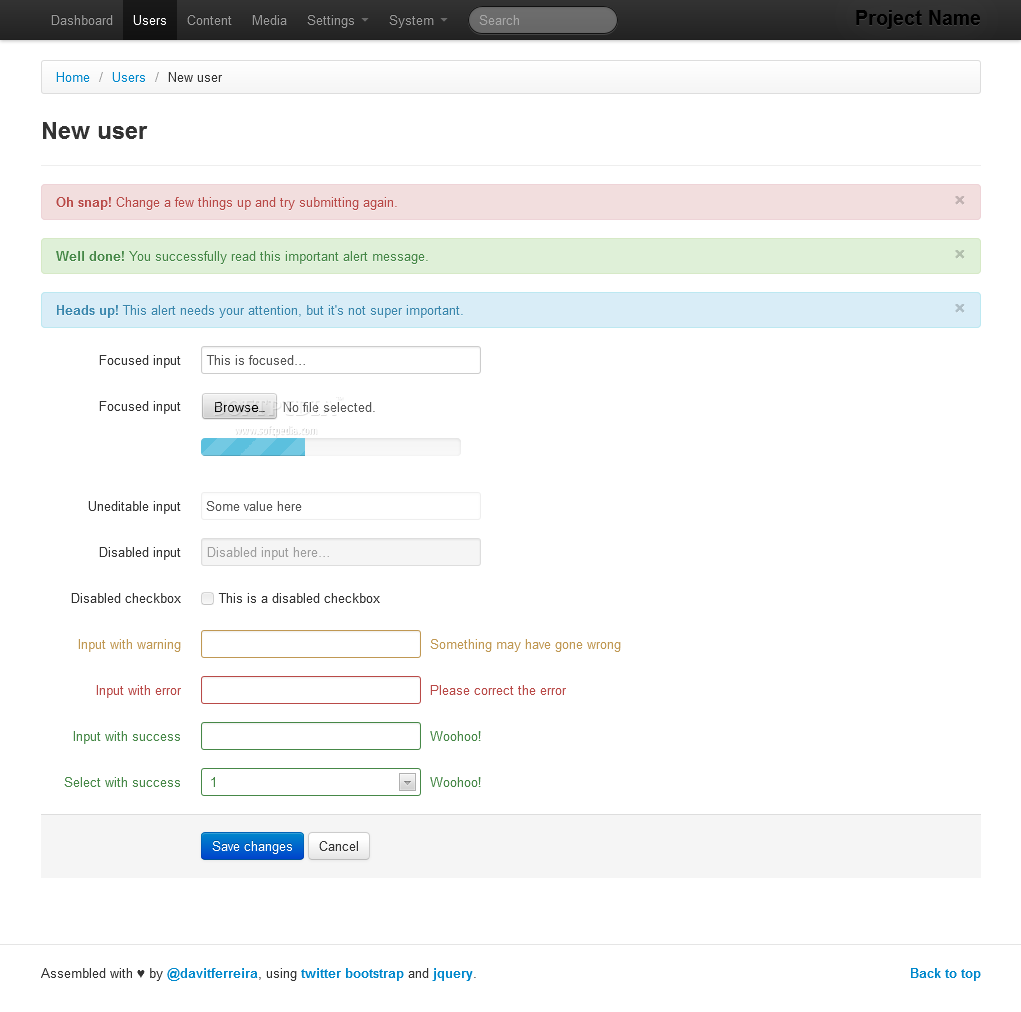 Dashboard Users Content Media Settings System Search Project Name
Home / Users / New user
New user
Oh snap! Change a few things up and try submitting again. ×
Well done! You successfully read this important alert message. ×
Heads up! This alert needs your attention, but it's not super important. ×
Focused input This is focused…
Focused input Browse… No file selected.
www.softpedia.com
Uneditable input Some value here
Disabled input Disabled input here…
Disabled checkbox This is a disabled checkbox
Input with warning Something may have gone wrong
Input with error Please correct the error
Input with success Woohoo!
Select with success 1 Woohoo!
Save changes Cancel
Assembled with ♥ by @davitferreira, using twitter bootstrap and jquery. Back to top